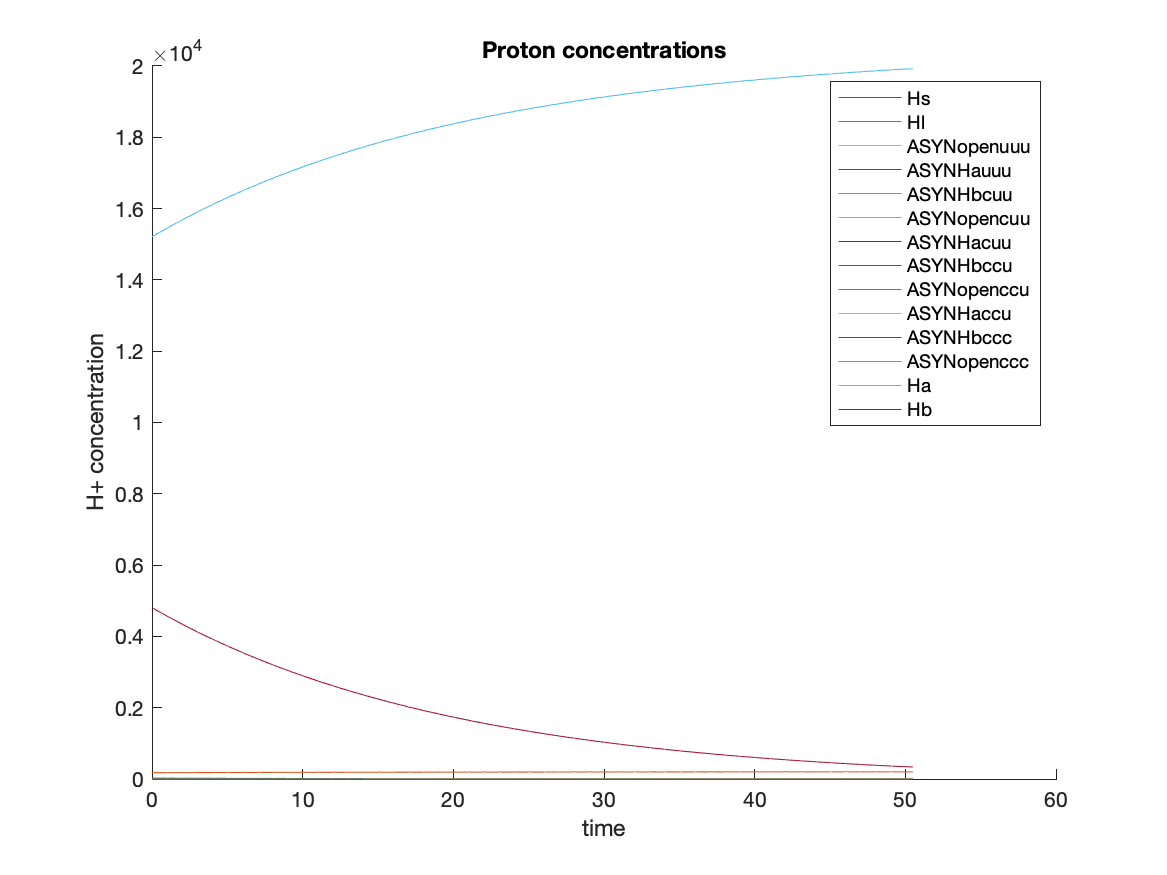 Proton concentrations
×10⁴
2
1.8
1.6
1.4
1.2
1
0.8
0.6
0.4
0.2
0
H+ concentration
0 10 20 30 40 50 60
time
Hs
Hl
ASYNopenuuu
ASYNHauuu
ASYNHbcuu
ASYNopencuu
ASYNHacuu
ASYNHbccu
ASYNopenccu
ASYNHaccu
ASYNHbccc
ASYNopenccc
Ha
Hb